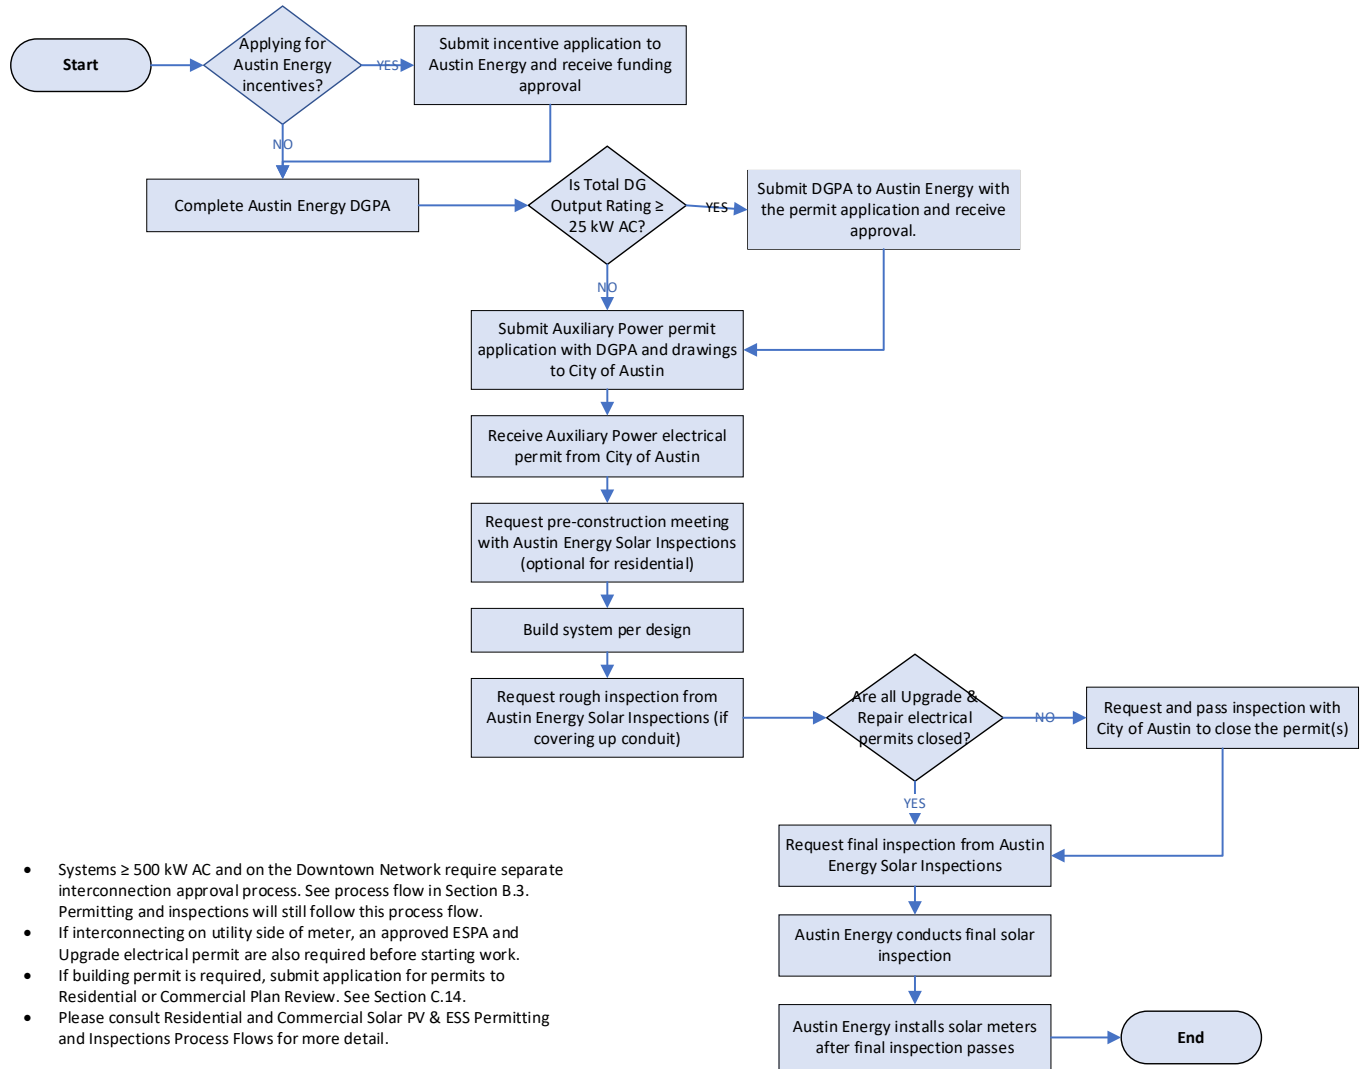 Start
Applying for
Austin Energy
incentives?
YES
Submit incentive application to
Austin Energy and receive funding
approval
NO
Complete Austin Energy DGPA
Is Total DG
Output Rating ≥
25 kW AC?
YES
Submit DGPA to Austin Energy with
the permit application and receive
approval.
NO
Submit Auxiliary Power permit
application with DGPA and drawings
to City of Austin
Receive Auxiliary Power electrical
permit from City of Austin
Request pre-construction meeting
with Austin Energy Solar Inspections
(optional for residential)
Build system per design
Request rough inspection from
Austin Energy Solar Inspections (if
covering up conduit)
Are all Upgrade &
Repair electrical
permits closed?
NO
Request and pass inspection with
City of Austin to close the permit(s)
YES
Request final inspection from Austin
Energy Solar Inspections
Austin Energy conducts final solar
inspection
Austin Energy installs solar meters
after final inspection passes
End
• Systems ≥ 500 kW AC and on the Downtown Network require separate
interconnection approval process. See process flow in Section B.3.
Permitting and inspections will still follow this process flow.
• If interconnecting on utility side of meter, an approved ESPA and
Upgrade electrical permit are also required before starting work.
• If building permit is required, submit application for permits to
Residential or Commercial Plan Review. See Section C.14.
• Please consult Residential and Commercial Solar PV & ESS Permitting
and Inspections Process Flows for more detail.